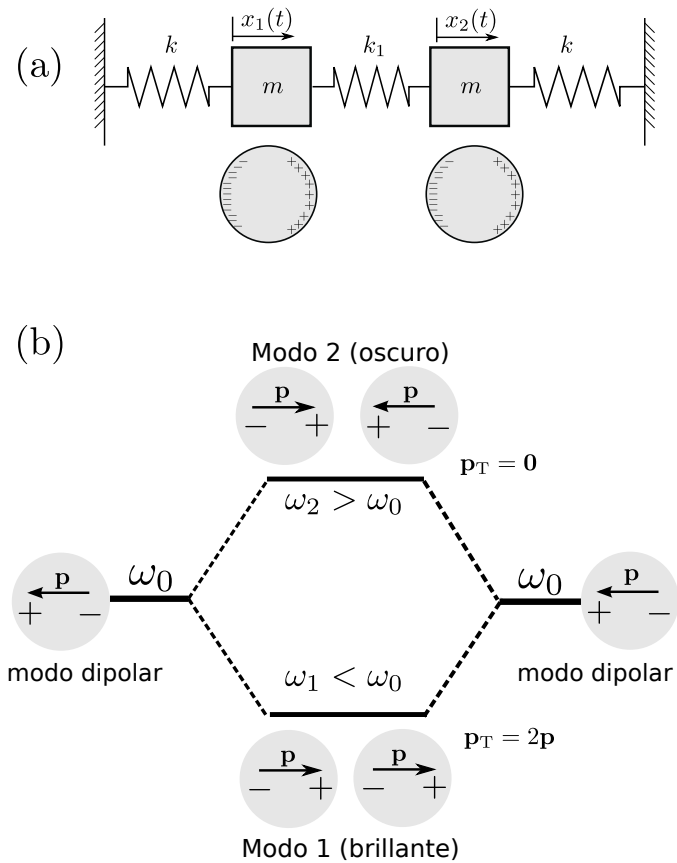 (a)
x₁(t) x₂(t)
k k₁ k
m m
− − − − − − − − − + + + + + + + + − − − − − − − − − + + + + + + + +
(b)
Modo 2 (oscuro)
p p
− + + −
p_T = 0
ω₂ > ω₀
p ω₀ ω₀ p
+ − + −
modo dipolar modo dipolar
ω₁ < ω₀
p_T = 2p
p p
− + − +
Modo 1 (brillante)